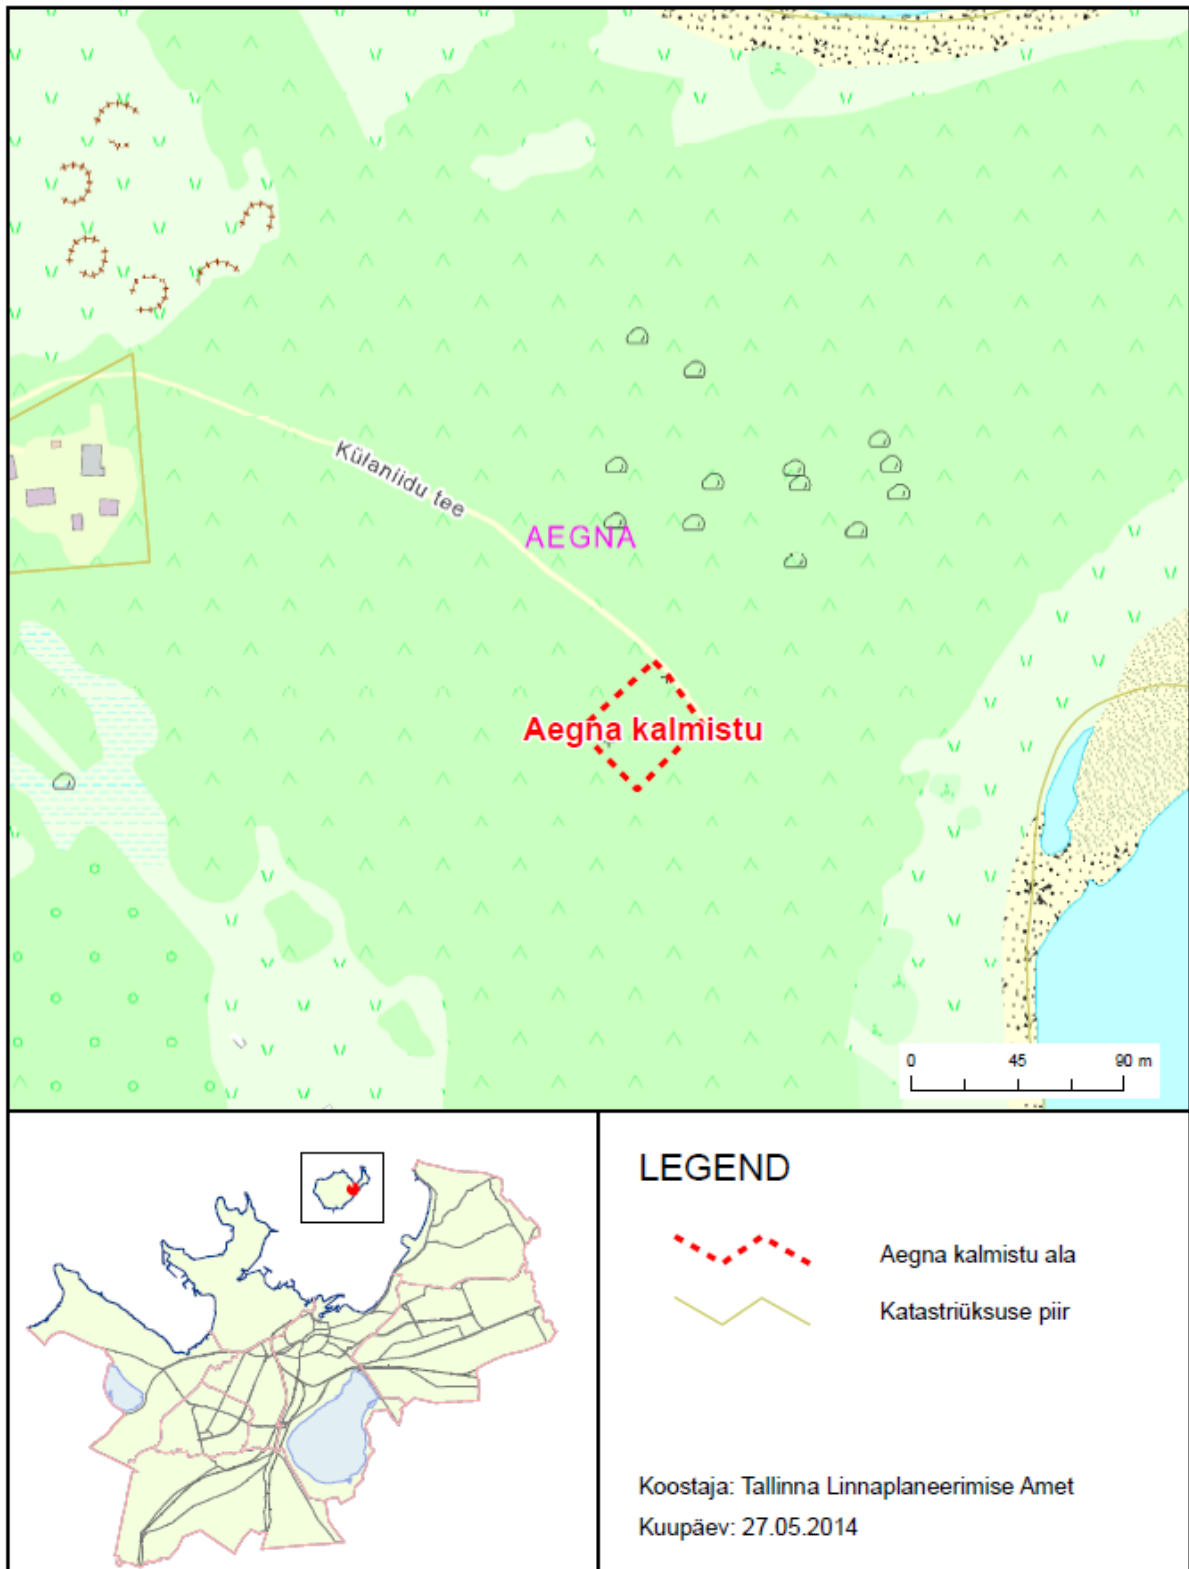 Külaniidu tee
AEGNA
Aegna kalmistu
0 45 90 m
LEGEND
Aegna kalmistu ala
Katastriüksuse piir
Koostaja: Tallinna Linnaplaneerimise Amet
Kuupäev: 27.05.2014